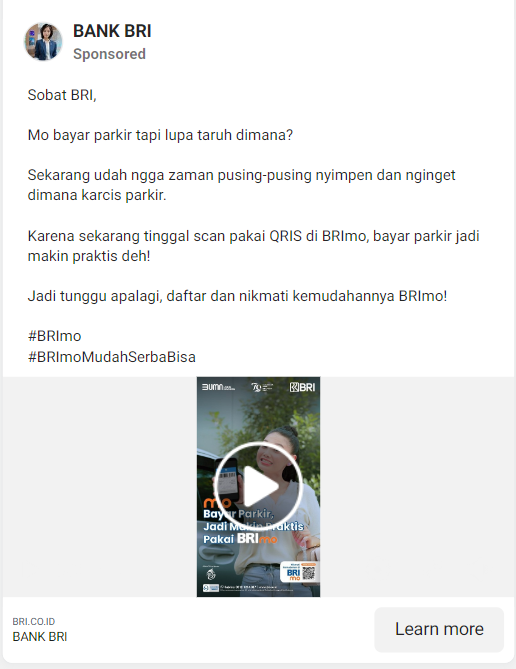 BANK BRI
Sponsored
Sobat BRI,
Mo bayar parkir tapi lupa taruh dimana?
Sekarang udah ngga zaman pusing-pusing nyimpen dan nginget
dimana karcis parkir.
Karena sekarang tinggal scan pakai QRIS di BRImo, bayar parkir jadi
makin praktis deh!
Jadi tunggu apalagi, daftar dan nikmati kemudahannya BRImo!
#BRImo
#BRImoMudahSerbaBisa
BUMN
BRI
mo
Bayar Parkir,
Jadi Makin Praktis
Pakai BRImo
BRI
mo
BRI.CO.ID
BANK BRI
Learn more